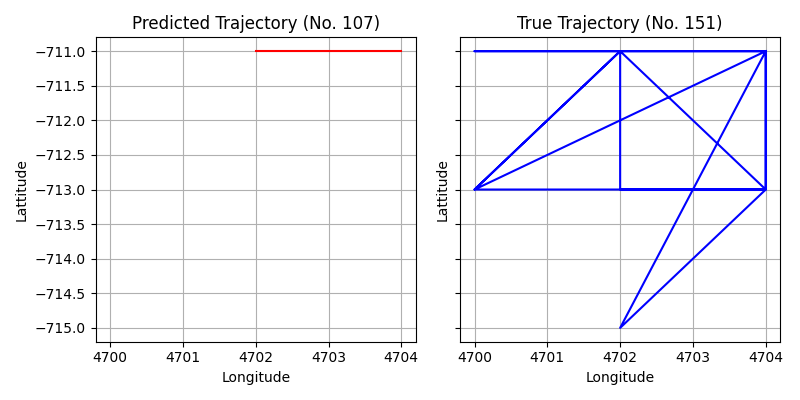 Predicted Trajectory (No. 107)
True Trajectory (No. 151)
−711.0
−711.5
−712.0
−712.5
−713.0
−713.5
−714.0
−714.5
−715.0
Lattitude
Lattitude
4700 4701 4702 4703 4704
4700 4701 4702 4703 4704
Longitude
Longitude